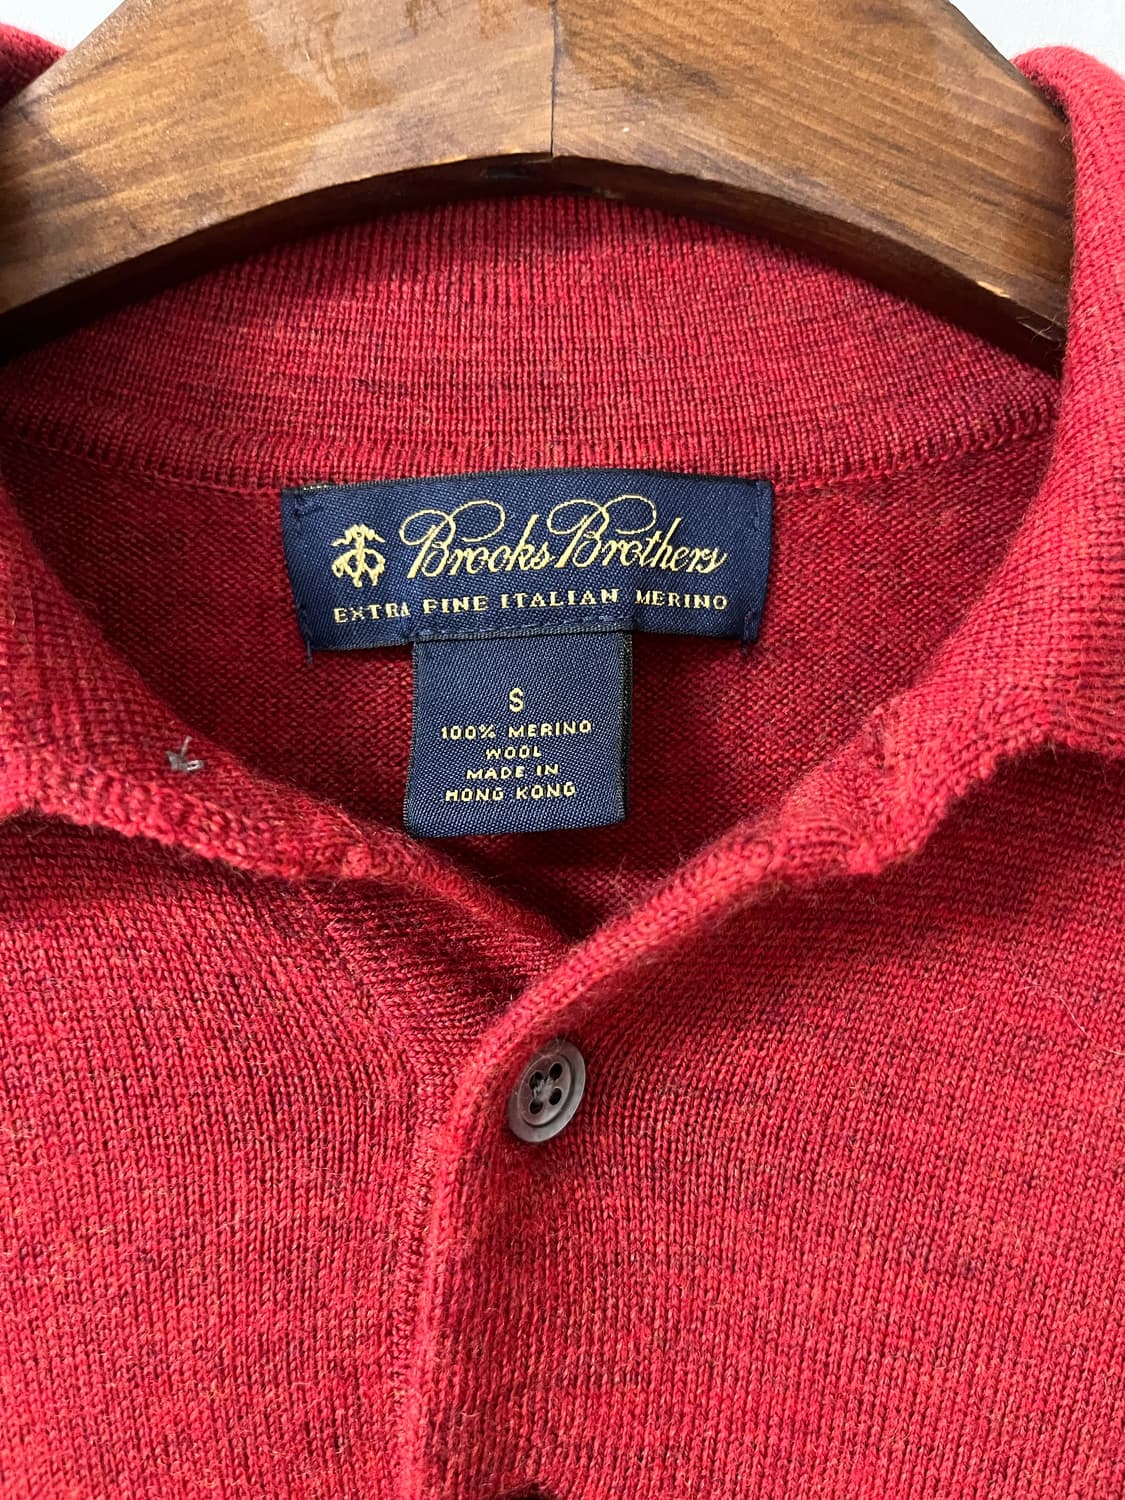 Brooks Brothers
EXTRA FINE ITALIAN MERINO
S
100% MERINO
WOOL
MADE IN
HONG KONG